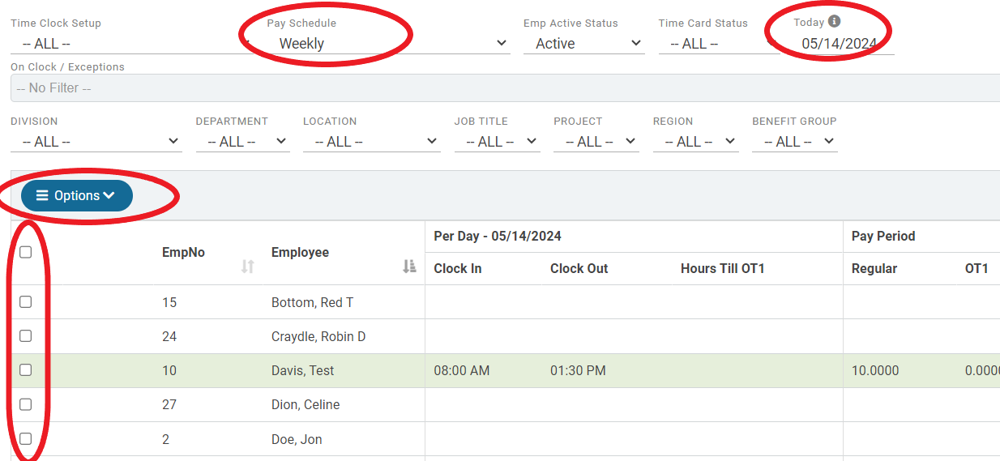 Time Clock Setup Pay Schedule Emp Active Status Time Card Status Today
-- ALL -- Weekly Active -- ALL -- 05/14/2024
On Clock / Exceptions
-- No Filter --
DIVISION DEPARTMENT LOCATION JOB TITLE PROJECT REGION BENEFIT GROUP
-- ALL -- -- ALL -- -- ALL -- -- ALL -- -- ALL -- -- ALL -- -- ALL --
Options
Per Day - 05/14/2024 Pay Period
EmpNo Employee
Clock In Clock Out Hours Till OT1 Regular OT1
15 Bottom, Red T
24 Craydle, Robin D
10 Davis, Test 08:00 AM 01:30 PM 10.0000 0.0000
27 Dion, Celine
2 Doe, Jon